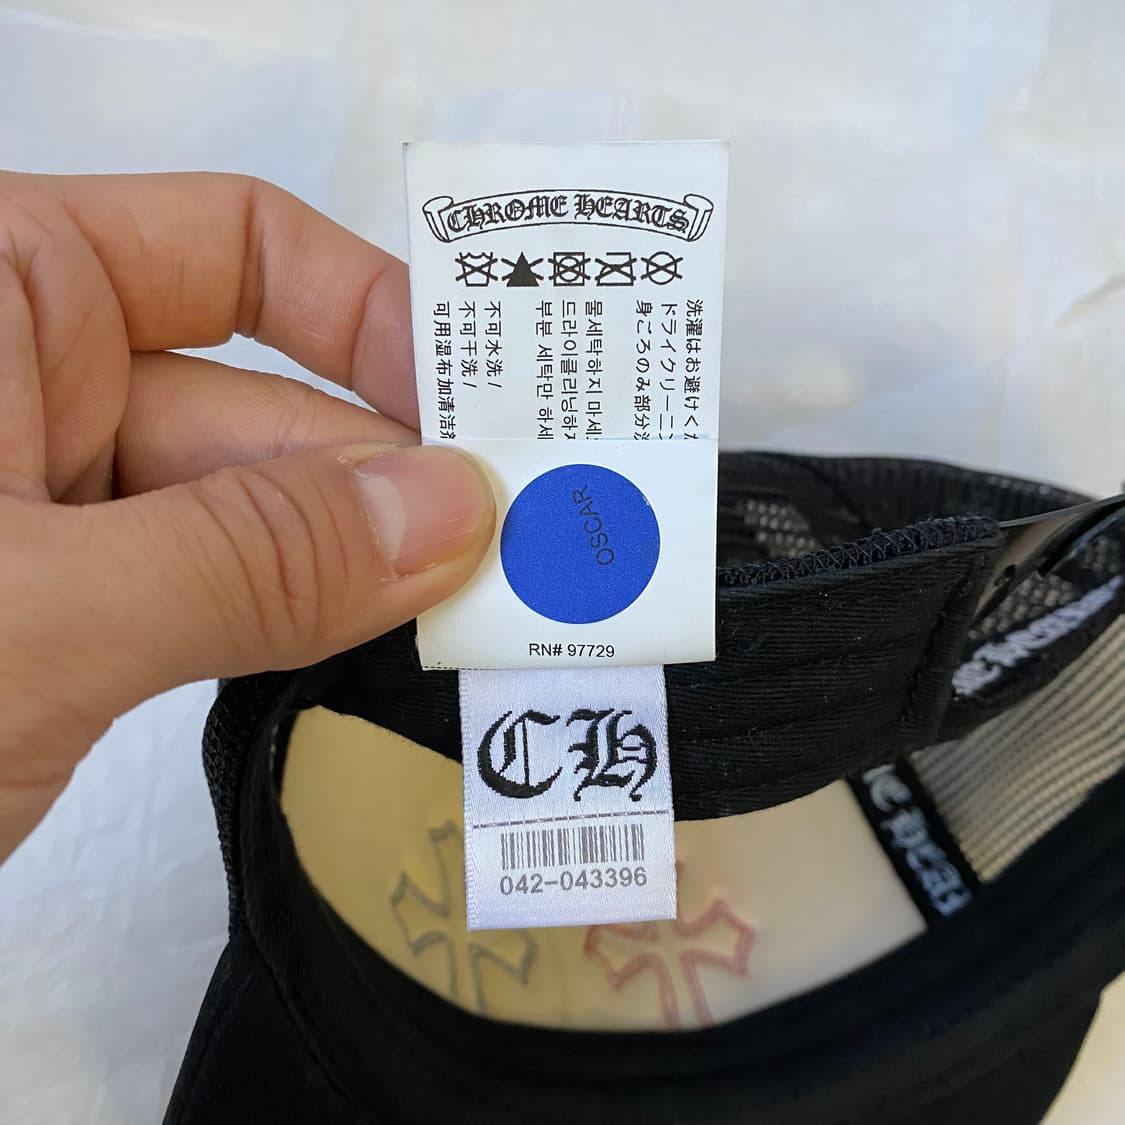 CHROME HEARTS
洗濯はお避けくだ
ドライクリーニン
身ごろのみ部分洗
물세탁하지 마세
드라이클리닝하지
부분 세탁만 하세
不可水洗/
不可干洗/
可用湿布加清洁剂
OSCAR
RN# 97729
CH
042-043396